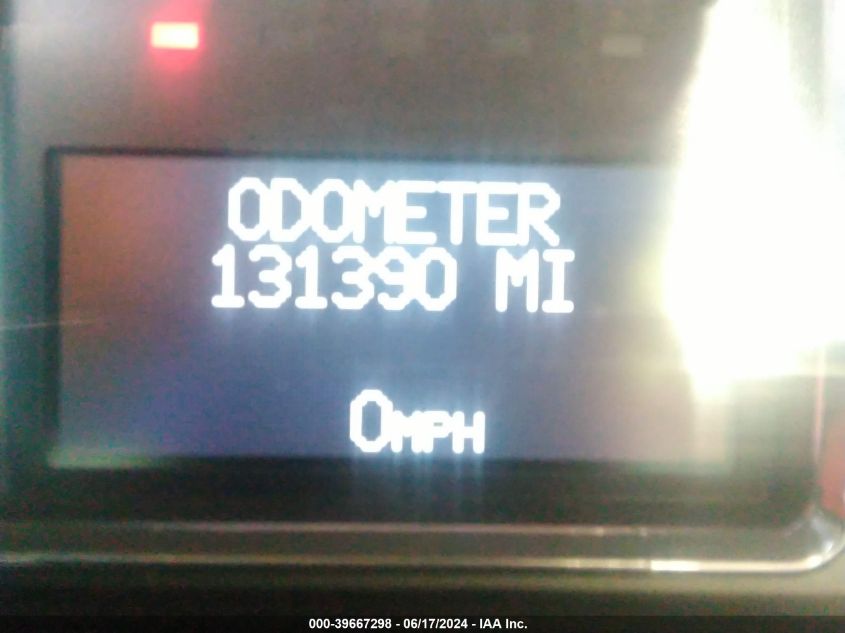 ODOMETER
131390 MI
0MPH
000-39667298 - 06/17/2024 - IAA Inc.